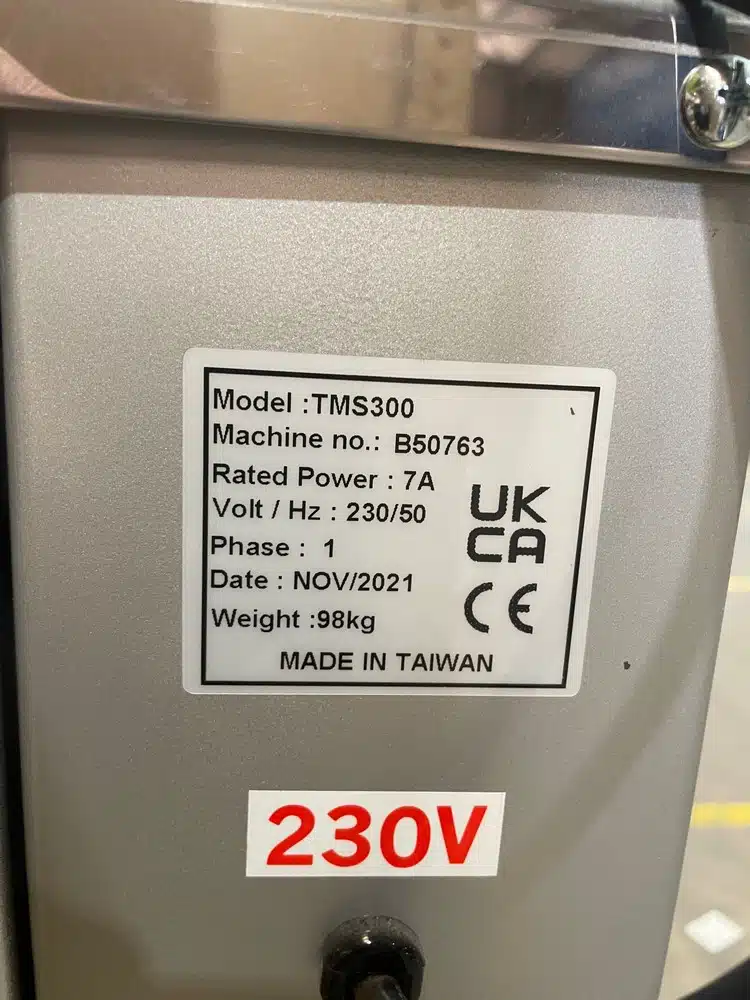 Model :TMS300
Machine no.: B50763
Rated Power : 7A
Volt / Hz : 230/50
Phase : 1
Date : NOV/2021
Weight :98kg
UK
CA
CE
MADE IN TAIWAN
230V